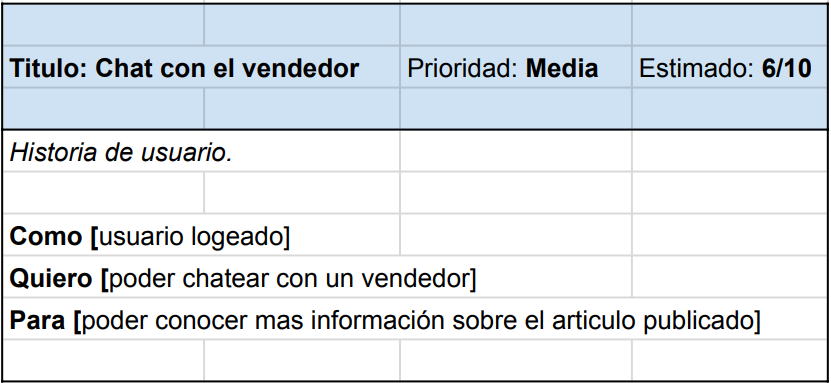 Titulo: Chat con el vendedor Prioridad: Media Estimado: 6/10
Historia de usuario.
Como [usuario logeado]
Quiero [poder chatear con un vendedor]
Para [poder conocer mas información sobre el articulo publicado]